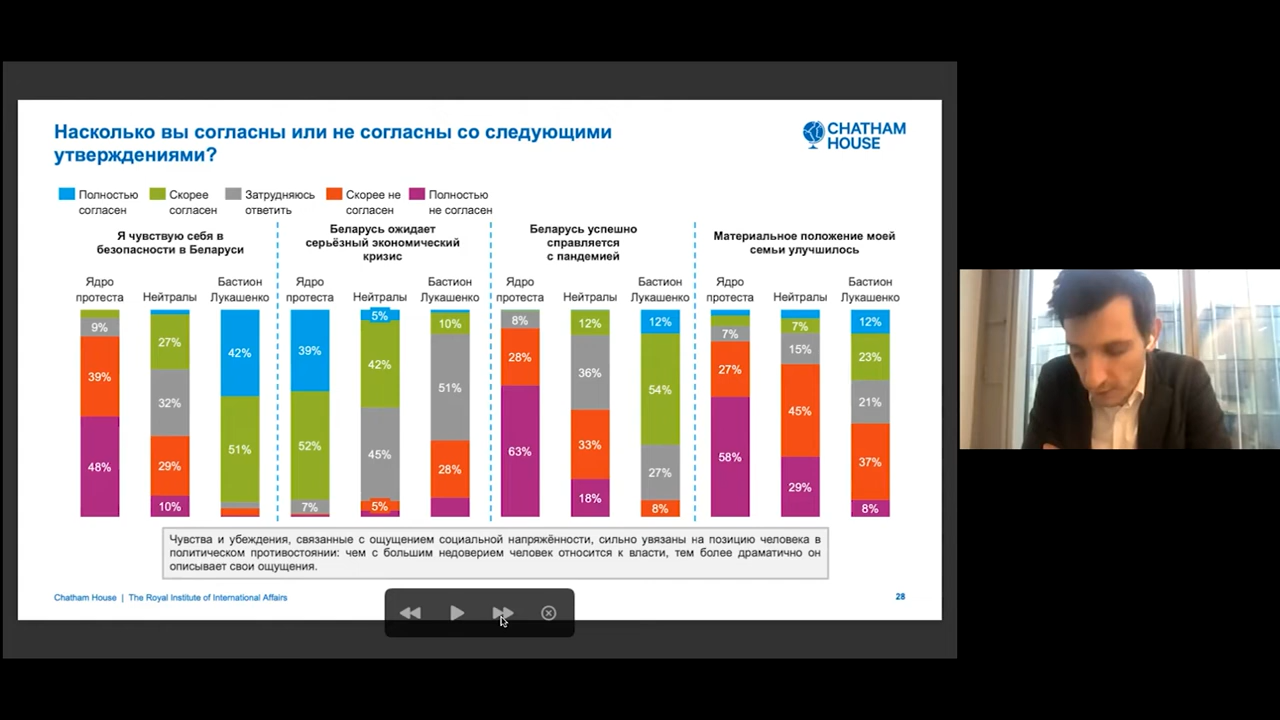 Насколько вы согласны или не согласны со следующими
утверждениями?
CHATHAM
HOUSE
Полностью
согласен
Скорее
согласен
Затрудняюсь
ответить
Скорее не
согласен
Полностью
не согласен
Я чувствую себя в
безопасности в Беларуси
Ядро
протеста
Нейтралы
Бастион
Лукашенко
9%
39%
48%
27%
32%
29%
10%
42%
51%
Беларусь ожидает
серьёзный экономический
кризис
Ядро
протеста
Нейтралы
Бастион
Лукашенко
39%
52%
7%
5%
42%
45%
5%
10%
51%
28%
Беларусь успешно
справляется
с пандемией
Ядро
протеста
Нейтралы
Бастион
Лукашенко
8%
28%
63%
12%
36%
33%
18%
12%
54%
27%
8%
Материальное положение моей
семьи улучшилось
Ядро
протеста
Нейтралы
Бастион
Лукашенко
7%
27%
58%
7%
15%
45%
29%
12%
23%
21%
37%
8%
Чувства и убеждения, связанные с ощущением социальной напряжённости, сильно увязаны на позицию человека в
политическом противостоянии: чем с большим недоверием человек относится к власти, тем более драматично он
описывает свои ощущения.
Chatham House | The Royal Institute of International Affairs
28